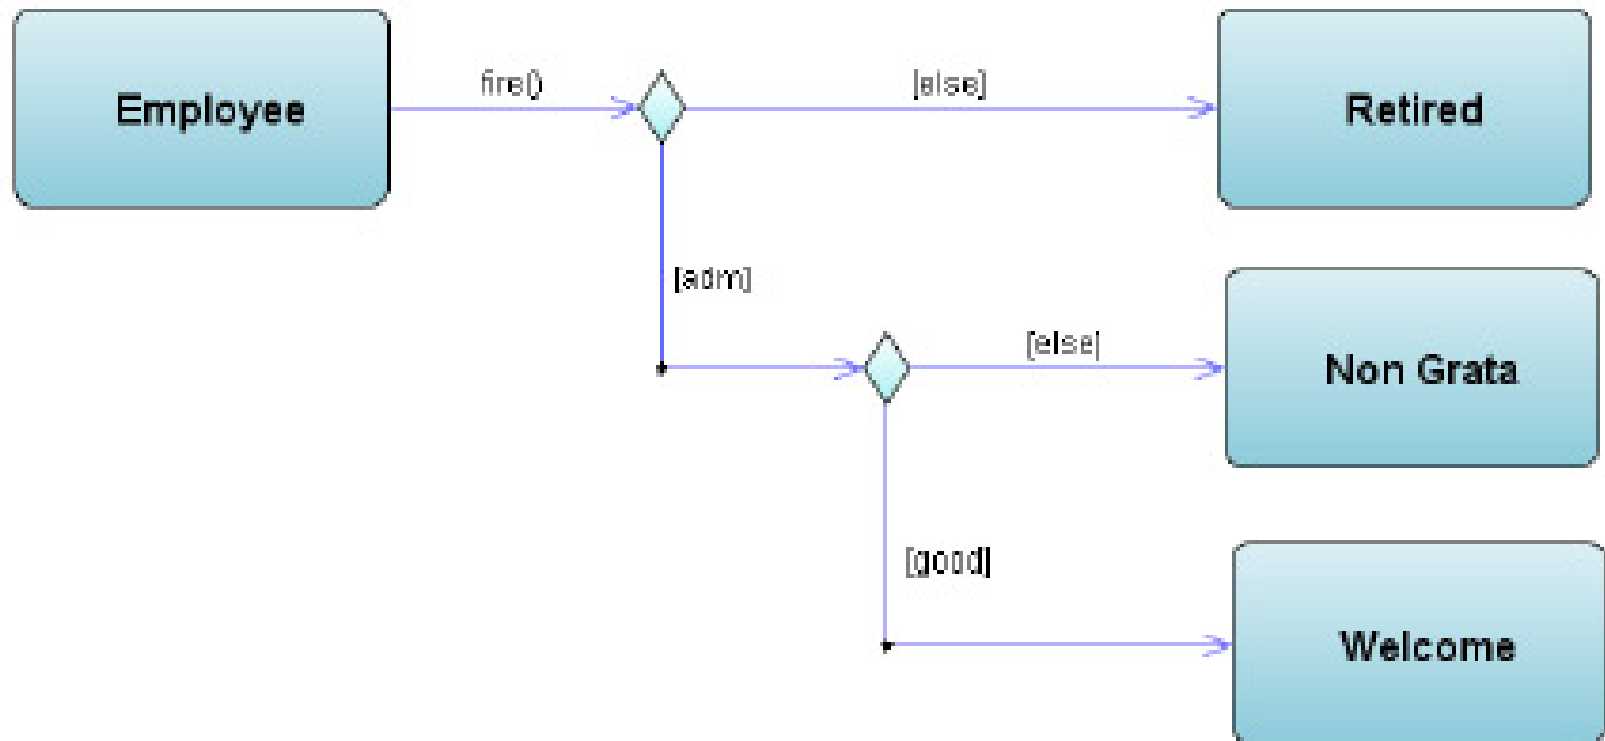 Employee
fire()
[else]
Retired
[adm]
[else]
Non Grata
[good]
Welcome